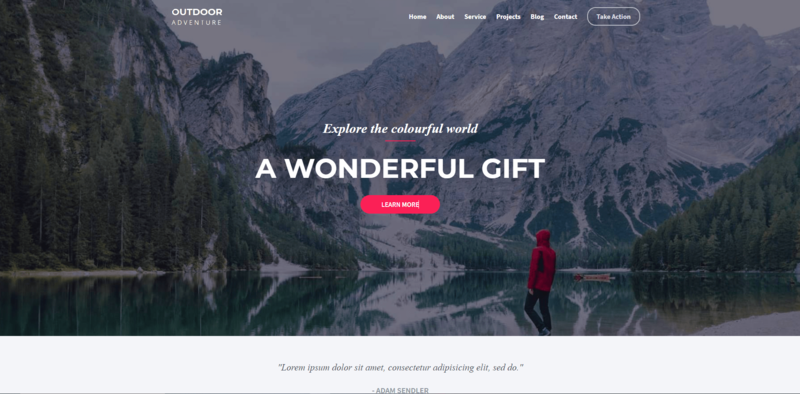 OUTDOOR
ADVENTURE
Home About Service Projects Blog Contact Take Action
Explore the colourful world
A WONDERFUL GIFT
LEARN MORE
"Lorem ipsum dolor sit amet, consectetur adipisicing elit, sed do."
- ADAM SENDLER